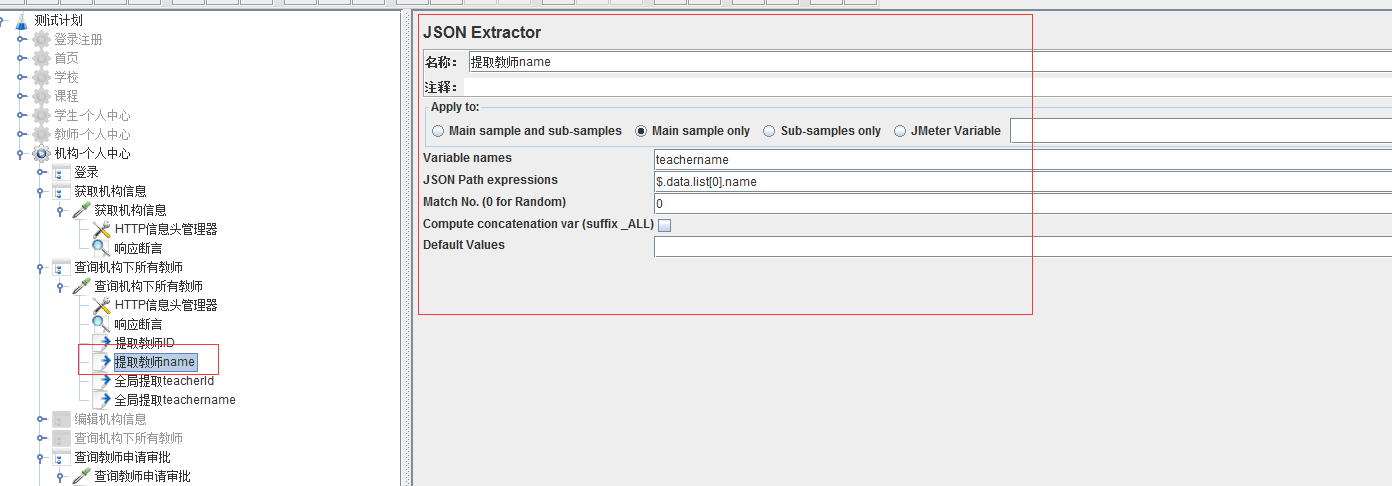 测试计划
登录注册
首页
学校
课程
学生-个人中心
教师-个人中心
机构-个人中心
登录
获取机构信息
获取机构信息
HTTP信息头管理器
响应断言
查询机构下所有教师
查询机构下所有教师
HTTP信息头管理器
响应断言
提取教师ID
提取教师name
全局提取teacherId
全局提取teachername
编辑机构信息
查询机构下所有教师
查询教师申请审批
查询教师申请审批
JSON Extractor
名称： 提取教师name
注释：
Apply to:
Main sample and sub-samples Main sample only Sub-samples only JMeter Variable
Variable names teachername
JSON Path expressions $.data.list[0].name
Match No. (0 for Random) 0
Compute concatenation var (suffix _ALL)
Default Values